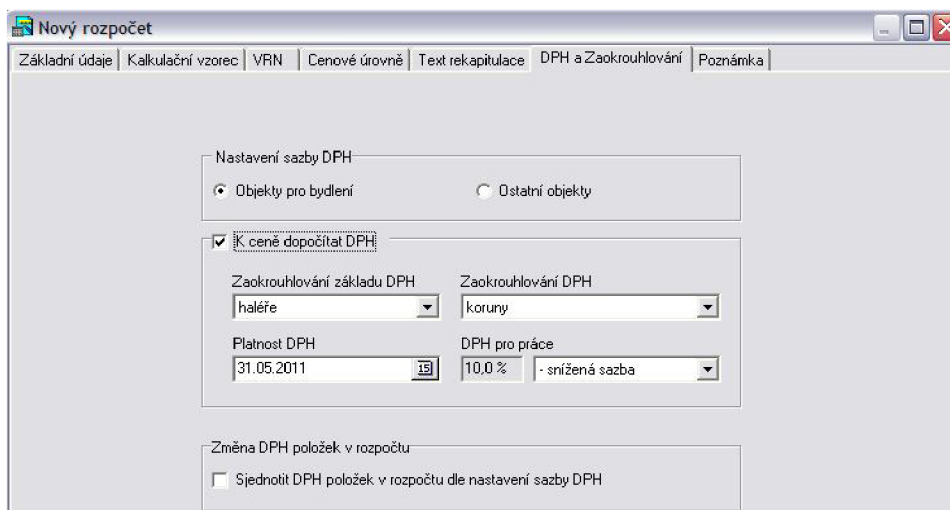 Nový rozpočet
Základní údaje Kalkulační vzorec VRN Cenové úrovně Text rekapitulace DPH a Zaokrouhlování Poznámka
Nastavení sazby DPH
Objekty pro bydlení Ostatní objekty
K ceně dopočítat DPH
Zaokrouhlování základu DPH Zaokrouhlování DPH
haléře koruny
Platnost DPH DPH pro práce
31.05.2011 15 10,0 % - snížená sazba
Změna DPH položek v rozpočtu
Sjednotit DPH položek v rozpočtu dle nastavení sazby DPH